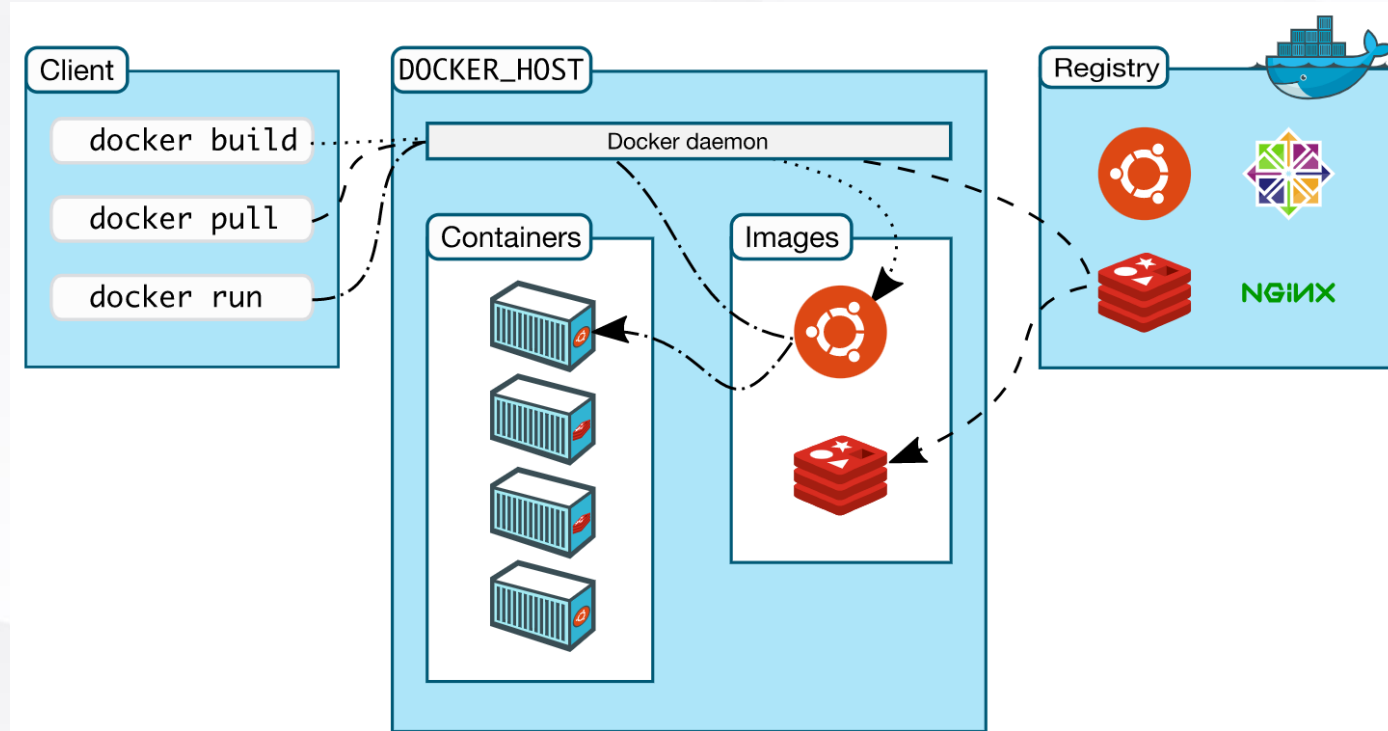 Client
docker build
docker pull
docker run
DOCKER_HOST
Docker daemon
Containers
Images
Registry
NGiNX